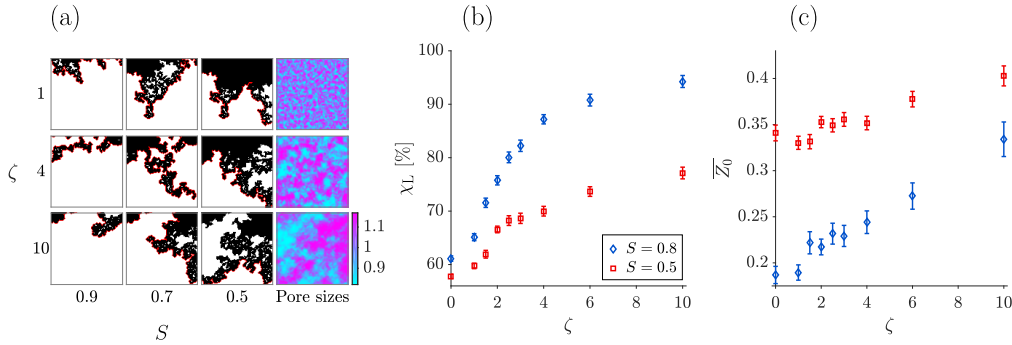 (a)
1
4
10
ζ
1.1
1
0.9
0.9 0.7 0.5 Pore sizes
S
(b)
100
90
80
70
60
χL [%]
S = 0.8
S = 0.5
0 2 4 6 8 10
ζ
(c)
0.4
0.35
0.3
0.25
0.2
Z0
0 2 4 6 8 10
ζ